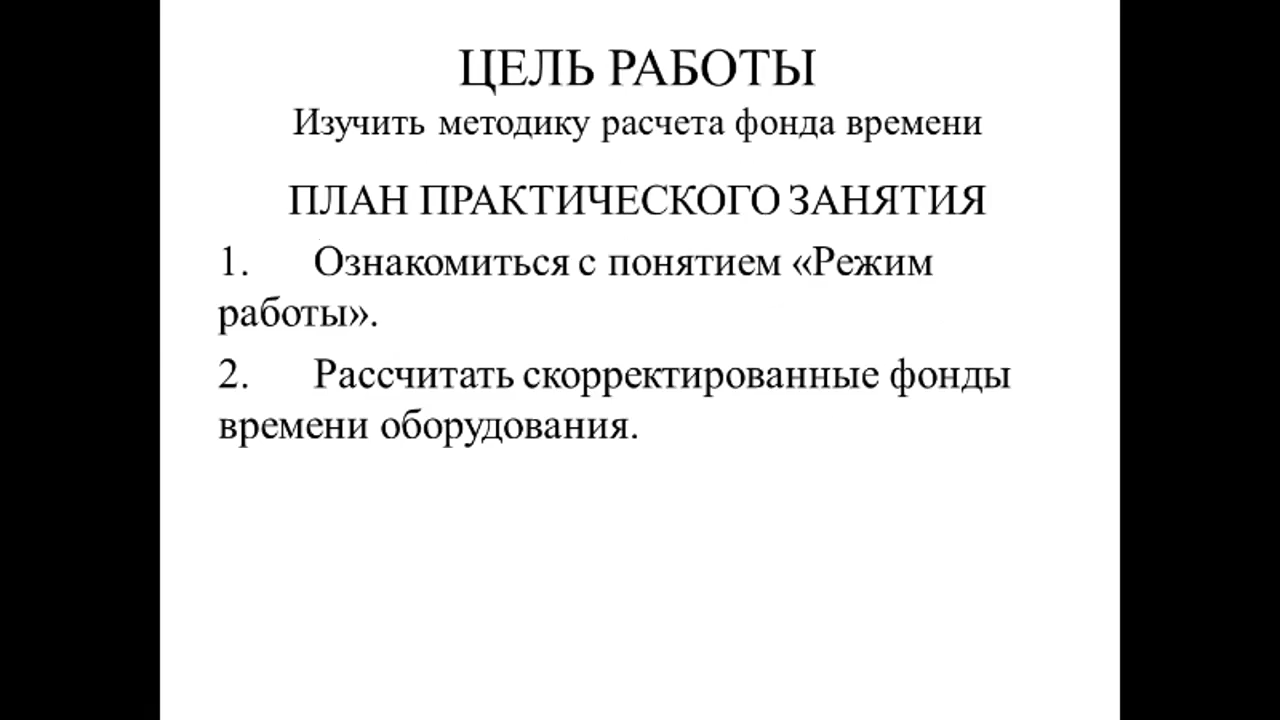 ЦЕЛЬ РАБОТЫ
Изучить методику расчета фонда времени
ПЛАН ПРАКТИЧЕСКОГО ЗАНЯТИЯ
1. Ознакомиться с понятием «Режим
работы».
2. Рассчитать скорректированные фонды
времени оборудования.